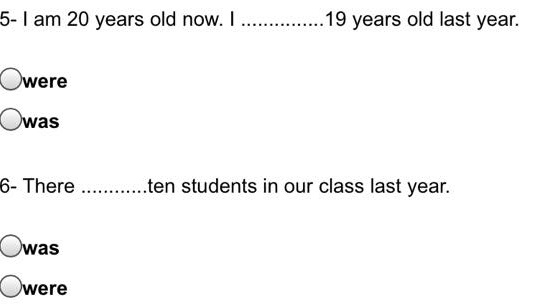 5- I am 20 years old now. I ...............19 years old last year.
were
was
6- There ............ten students in our class last year.
was
were